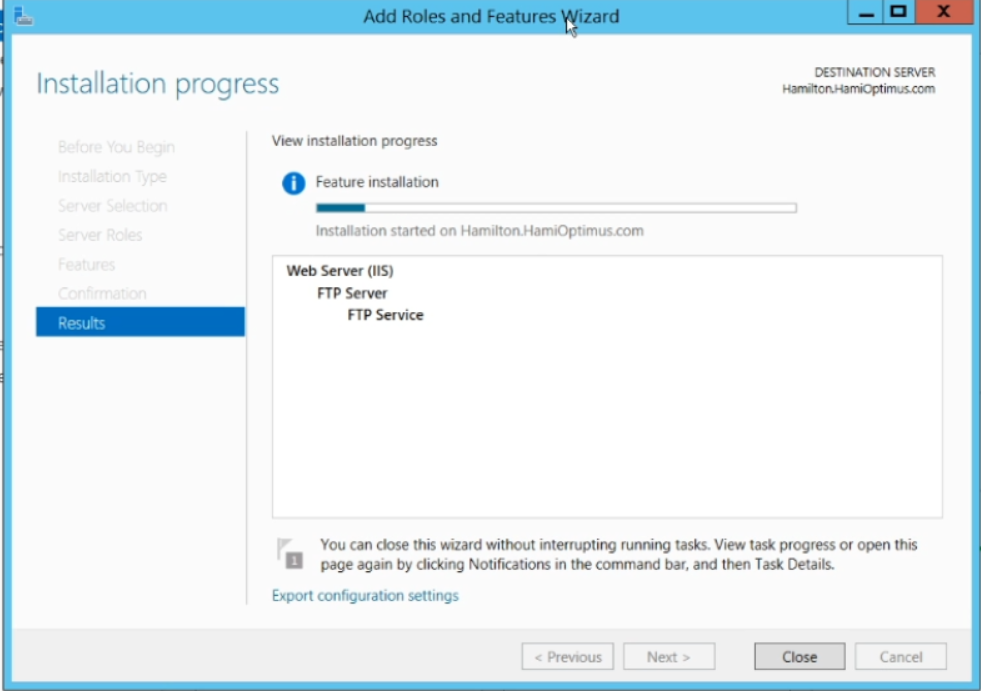 Add Roles and Features Wizard
Installation progress
DESTINATION SERVER
Hamilton.HamiOptimus.com
Before You Begin
Installation Type
Server Selection
Server Roles
Features
Confirmation
Results
View installation progress
Feature installation
Installation started on Hamilton.HamiOptimus.com
Web Server (IIS)
FTP Server
FTP Service
1
You can close this wizard without interrupting running tasks. View task progress or open this
page again by clicking Notifications in the command bar, and then Task Details.
Export configuration settings
< Previous
Next >
Close
Cancel